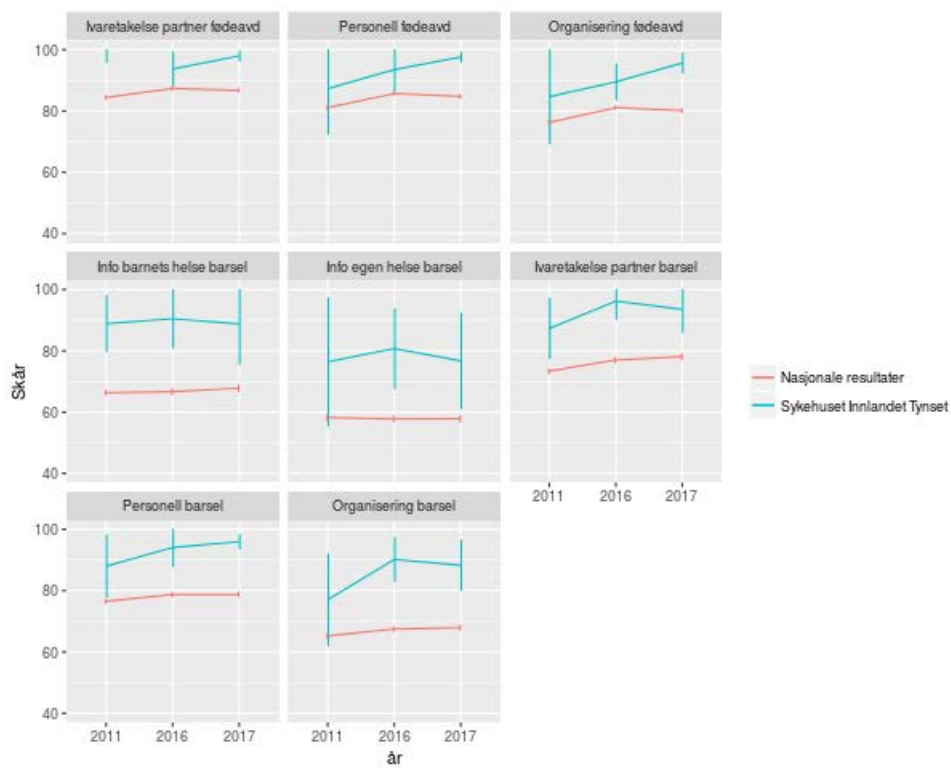 Ivaretakelse partner fødeavd
Personell fødeavd
Organisering fødeavd
100
80
60
40
Info barnets helse barsel
Info egen helse barsel
Ivaretakelse partner barsel
100
80
60
40
Skår
Nasjonale resultater
Sykehuset Innlandet Tynset
2011 2016 2017
Personell barsel
Organisering barsel
100
80
60
40
2011 2016 2017
2011 2016 2017
år